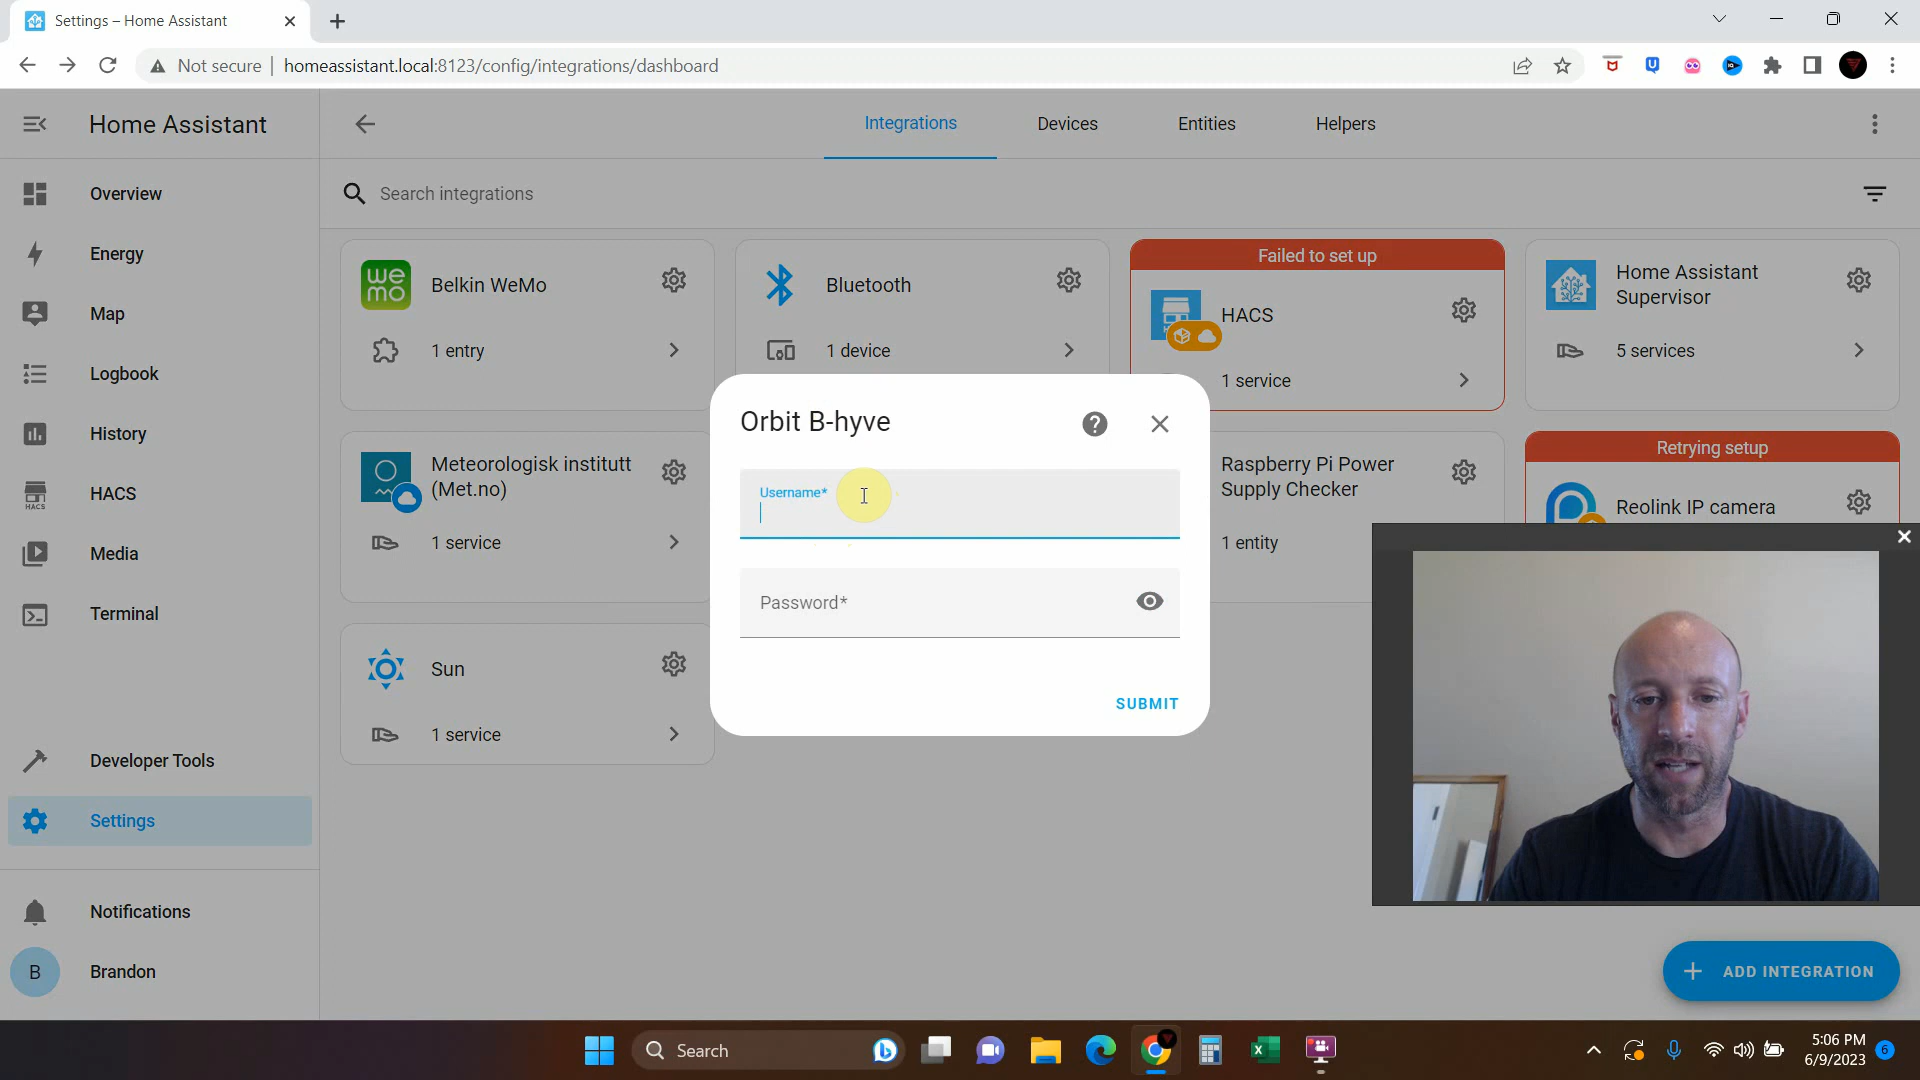 Settings – Home Assistant
Not secure
homeassistant.local:8123/config/integrations/dashboard
Home Assistant
Integrations
Devices
Entities
Helpers
Overview
Search integrations
Energy
Belkin WeMo
1 entry
Bluetooth
1 device
Failed to set up
HACS
1 service
Home Assistant
Supervisor
5 services
Map
Logbook
History
HACS
HACS
Media
Terminal
we
mo
Meteorologisk institutt
(Met.no)
1 service
Orbit B-hyve
Username*
Password*
SUBMIT
Raspberry Pi Power
Supply Checker
1 entity
Retrying setup
Reolink IP camera
Sun
1 service
Developer Tools
Settings
Notifications
B
Brandon
ADD INTEGRATION
Search
5:06 PM
6/9/2023
6